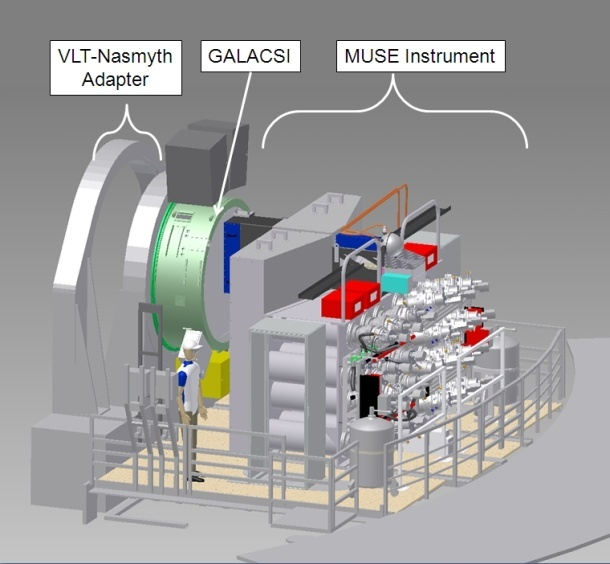 VLT-Nasmyth
Adapter
GALACSI
MUSE Instrument